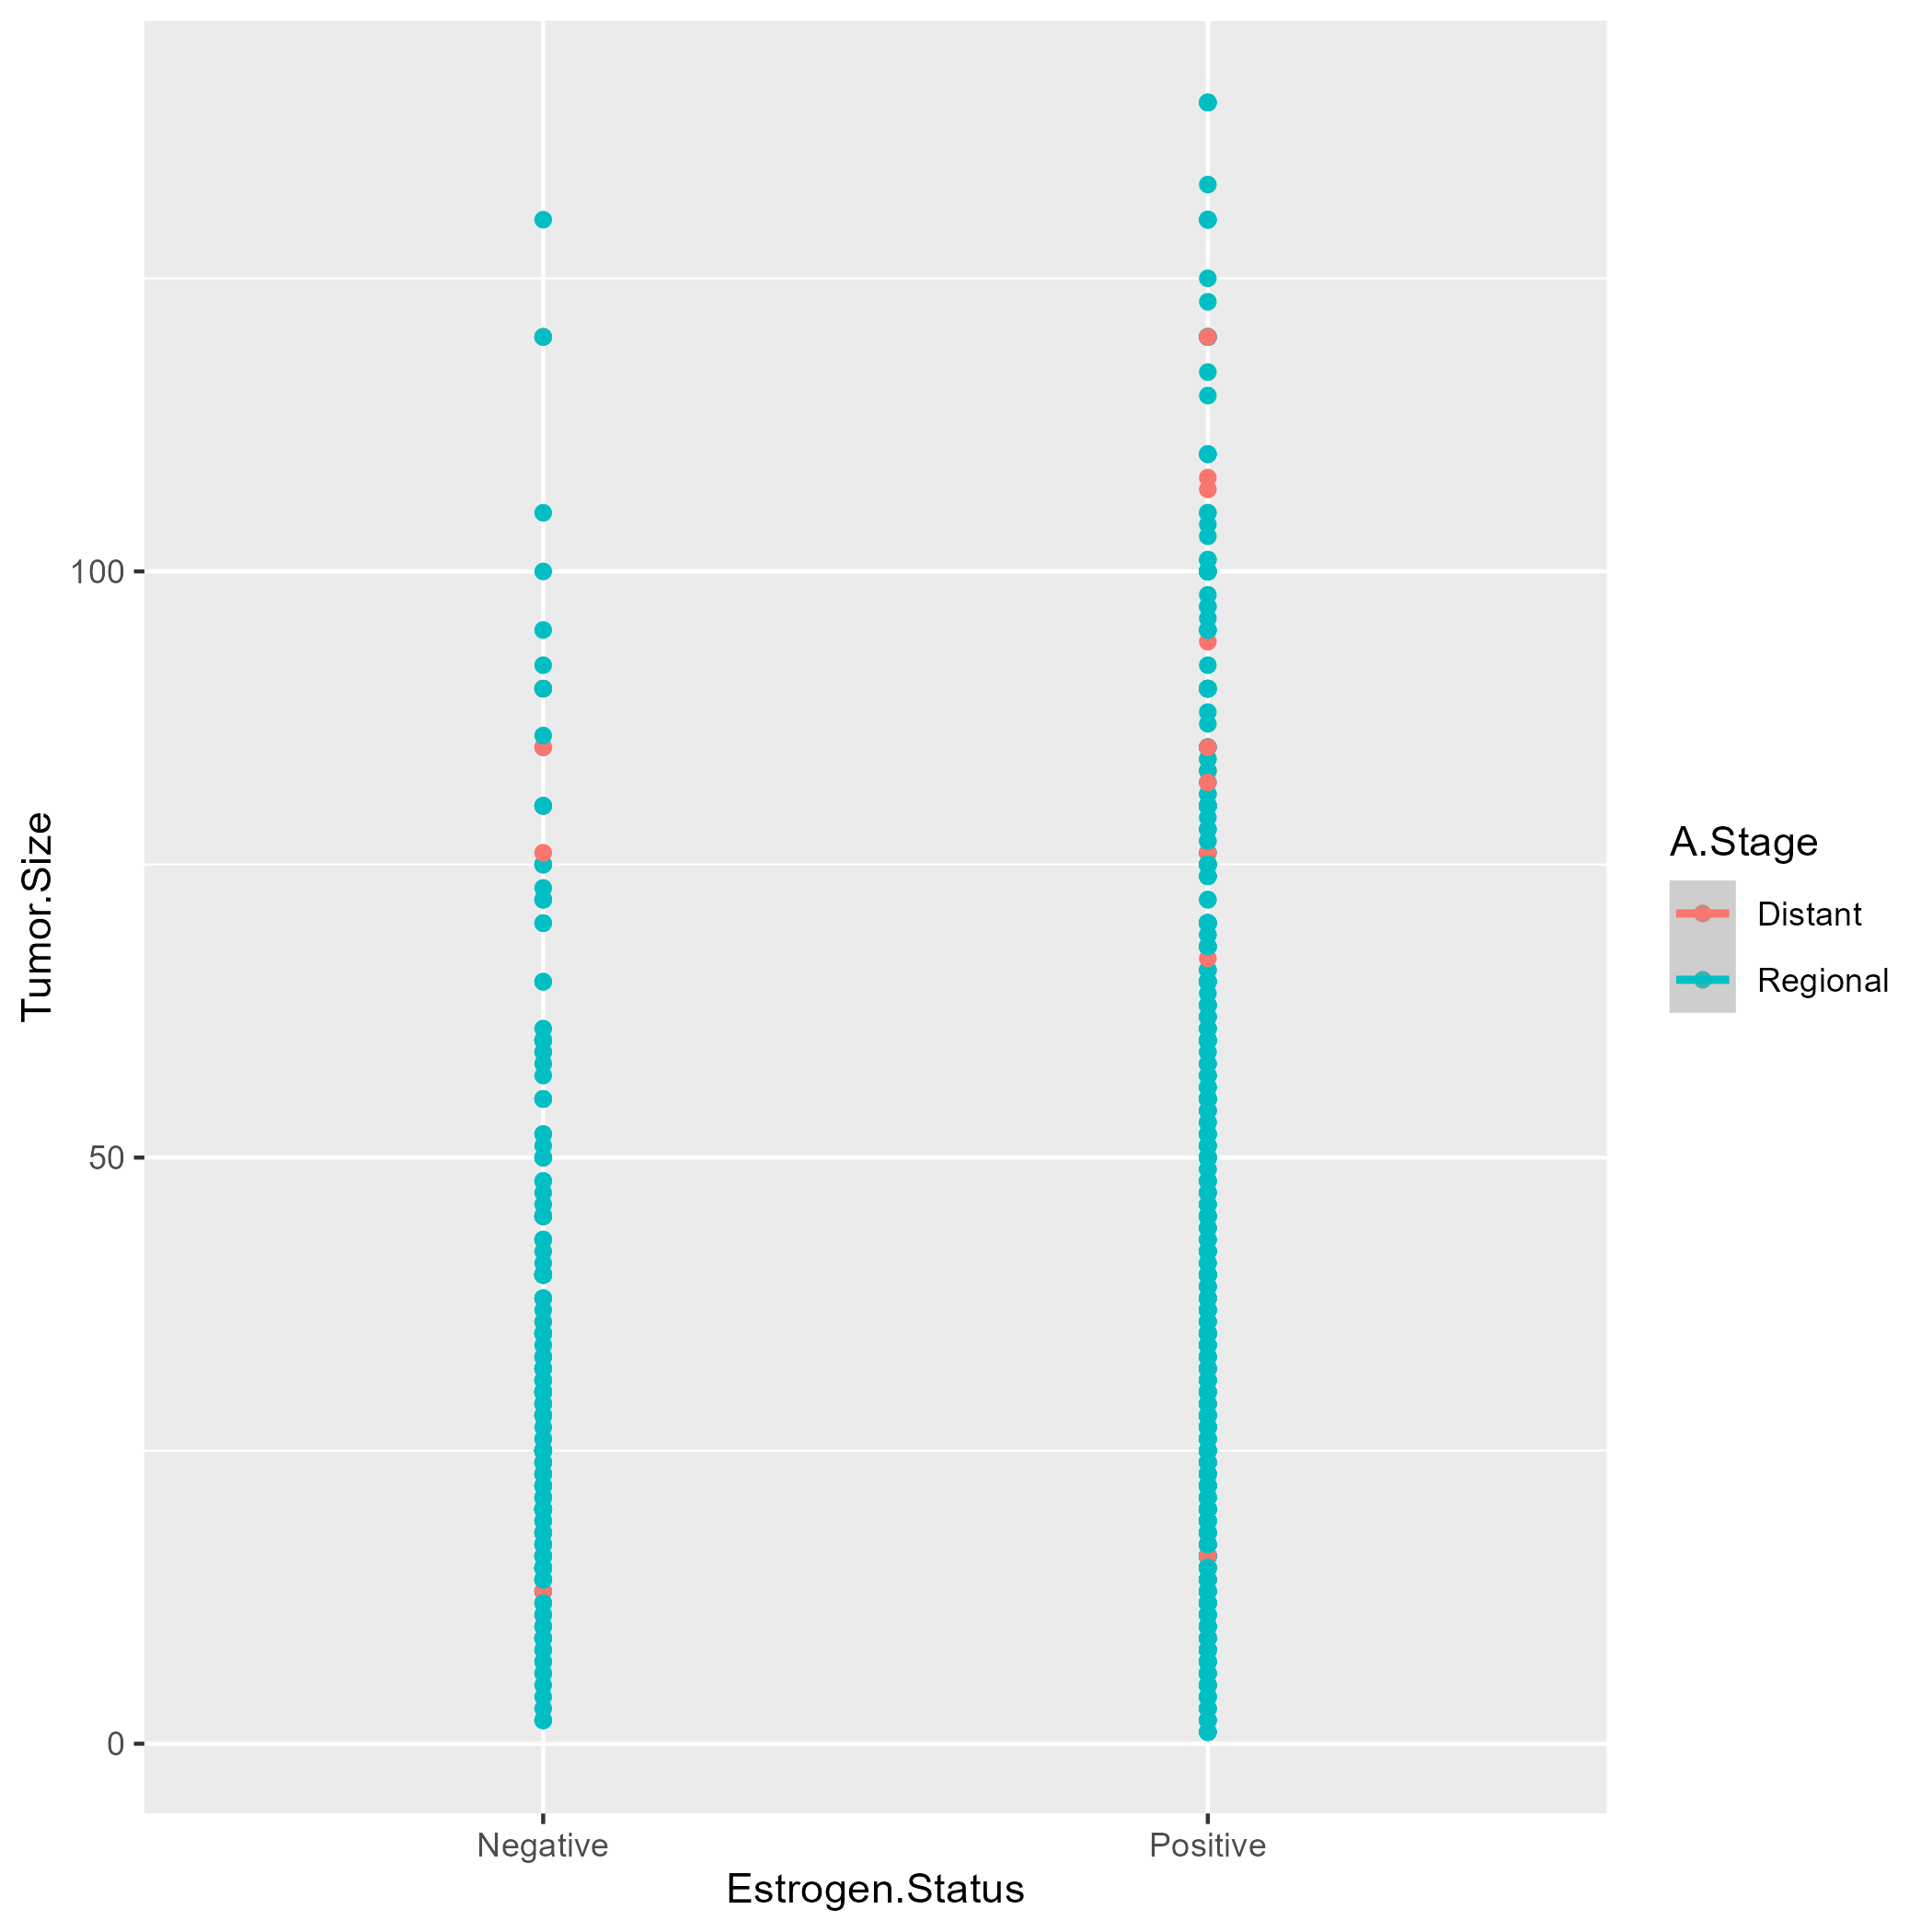 Tumor.Size
100
50
0
Negative
Positive
Estrogen.Status
A.Stage
Distant
Regional